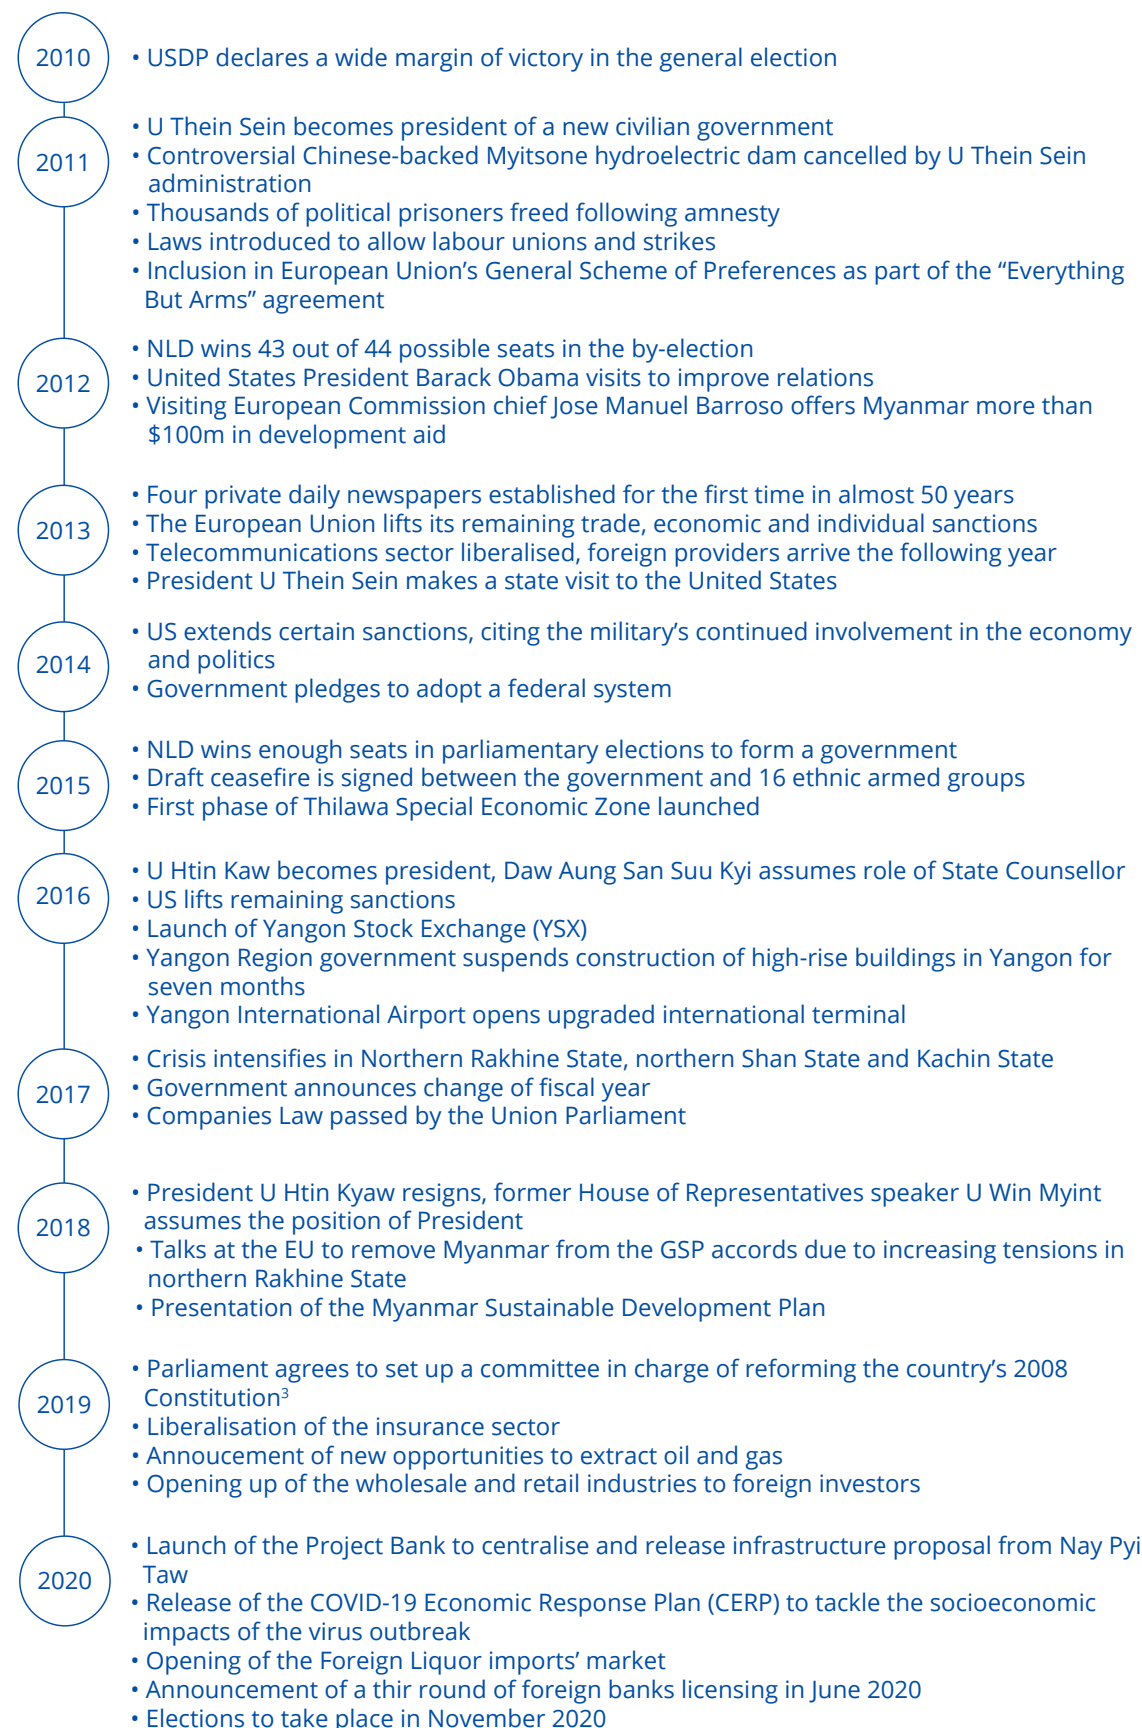 2010
• USDP declares a wide margin of victory in the general election
2011
• U Thein Sein becomes president of a new civilian government
• Controversial Chinese-backed Myitsone hydroelectric dam cancelled by U Thein Sein
administration
• Thousands of political prisoners freed following amnesty
• Laws introduced to allow labour unions and strikes
• Inclusion in European Union’s General Scheme of Preferences as part of the “Everything
But Arms” agreement
2012
• NLD wins 43 out of 44 possible seats in the by-election
• United States President Barack Obama visits to improve relations
• Visiting European Commission chief Jose Manuel Barroso offers Myanmar more than
$100m in development aid
2013
• Four private daily newspapers established for the first time in almost 50 years
• The European Union lifts its remaining trade, economic and individual sanctions
• Telecommunications sector liberalised, foreign providers arrive the following year
• President U Thein Sein makes a state visit to the United States
2014
• US extends certain sanctions, citing the military’s continued involvement in the economy
and politics
• Government pledges to adopt a federal system
2015
• NLD wins enough seats in parliamentary elections to form a government
• Draft ceasefire is signed between the government and 16 ethnic armed groups
• First phase of Thilawa Special Economic Zone launched
2016
• U Htin Kaw becomes president, Daw Aung San Suu Kyi assumes role of State Counsellor
• US lifts remaining sanctions
• Launch of Yangon Stock Exchange (YSX)
• Yangon Region government suspends construction of high-rise buildings in Yangon for
seven months
• Yangon International Airport opens upgraded international terminal
2017
• Crisis intensifies in Northern Rakhine State, northern Shan State and Kachin State
• Government announces change of fiscal year
• Companies Law passed by the Union Parliament
2018
• President U Htin Kyaw resigns, former House of Representatives speaker U Win Myint
assumes the position of President
• Talks at the EU to remove Myanmar from the GSP accords due to increasing tensions in
northern Rakhine State
• Presentation of the Myanmar Sustainable Development Plan
2019
• Parliament agrees to set up a committee in charge of reforming the country’s 2008
Constitution³
• Liberalisation of the insurance sector
• Annoucement of new opportunities to extract oil and gas
• Opening up of the wholesale and retail industries to foreign investors
2020
• Launch of the Project Bank to centralise and release infrastructure proposal from Nay Pyi
Taw
• Release of the COVID-19 Economic Response Plan (CERP) to tackle the socioeconomic
impacts of the virus outbreak
• Opening of the Foreign Liquor imports’ market
• Announcement of a thir round of foreign banks licensing in June 2020
• Elections to take place in November 2020